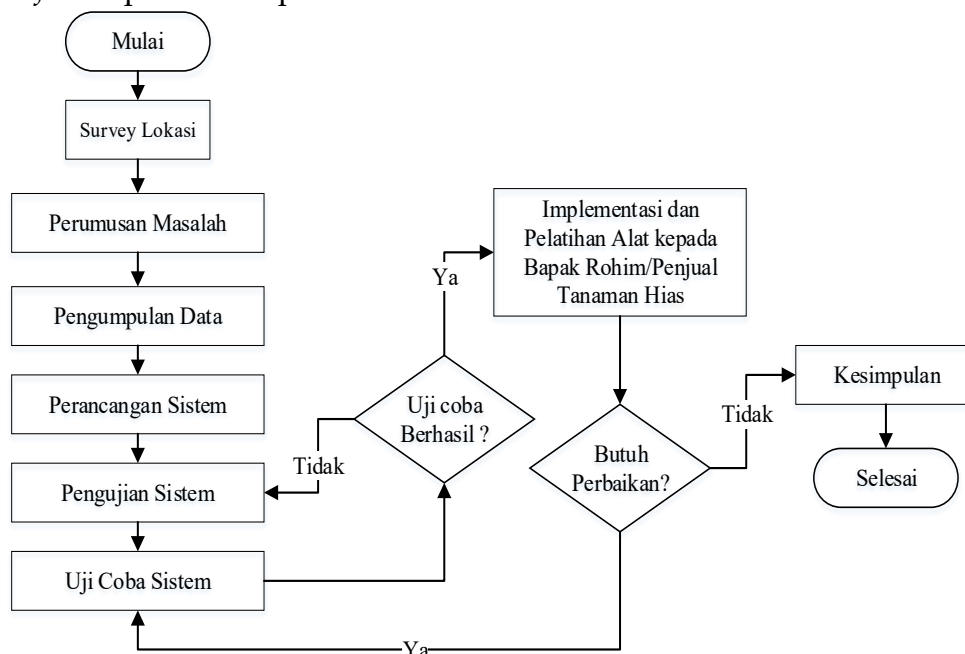 Mulai
Survey Lokasi
Perumusan Masalah
Pengumpulan Data
Perancangan Sistem
Pengujian Sistem
Uji Coba Sistem
Uji coba
Berhasil ?
Tidak
Ya
Implementasi dan
Pelatihan Alat kepada
Bapak Rohim/Penjual
Tanaman Hias
Butuh
Perbaikan?
Ya
Tidak
Kesimpulan
Selesai